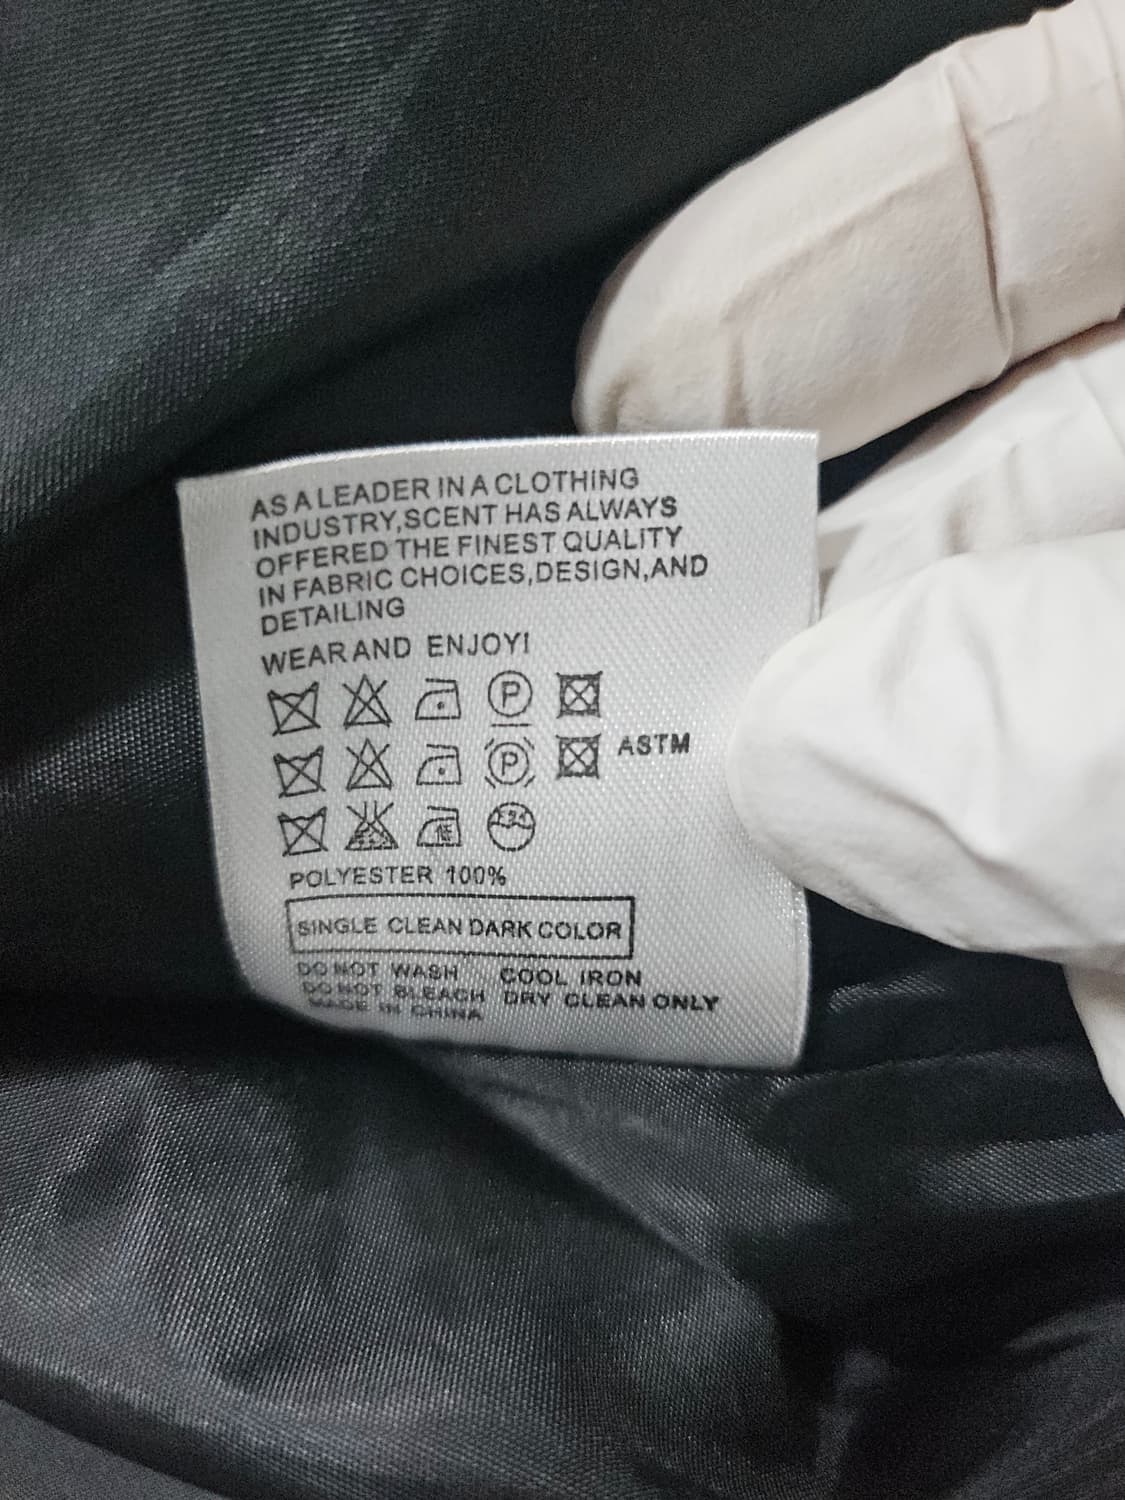 AS A LEADER IN A CLOTHING
INDUSTRY,SCENT HAS ALWAYS
OFFERED THE FINEST QUALITY
IN FABRIC CHOICES,DESIGN,AND
DETAILING
WEAR AND ENJOY!
P
P ASTM
POLYESTER 100%
SINGLE CLEAN DARK COLOR
DO NOT WASH COOL IRON
DO NOT BLEACH DRY CLEAN ONLY
MADE IN CHINA